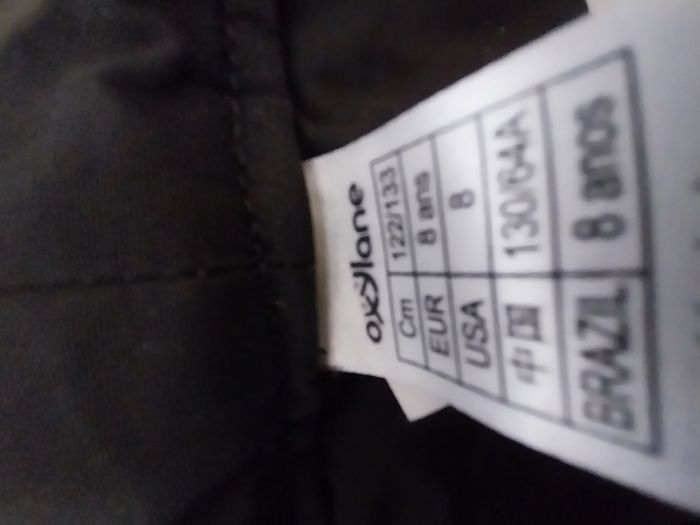 oxylane
Cm 122/133
EUR 8 ans
USA 8
中国 130/64A
BRAZIL 8 anos